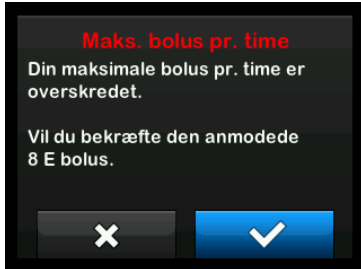 Maks. bolus pr. time
Din maksimale bolus pr. time er
overskredet.
Vil du bekræfte den anmodede
8 E bolus.